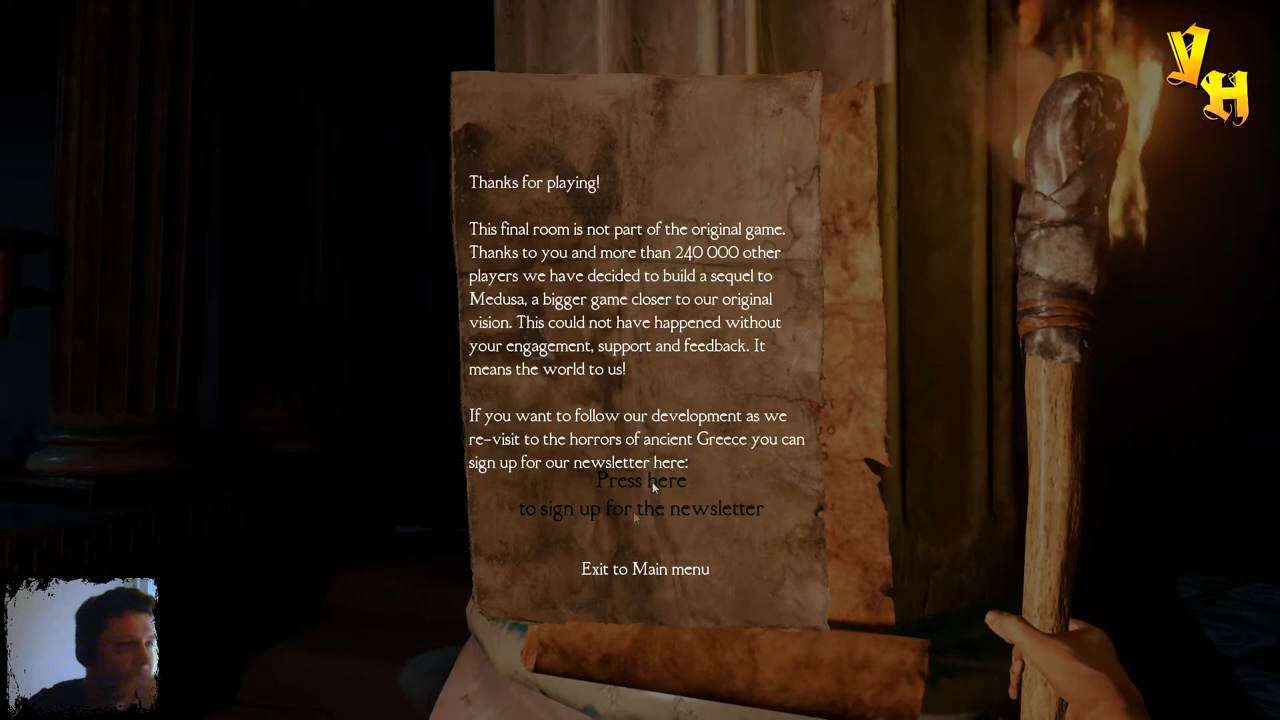 VH
Thanks for playing!
This final room is not part of the original game.
Thanks to you and more than 240 000 other
players we have decided to build a sequel to
Medusa, a bigger game closer to our original
vision. This could not have happened without
your engagement, support and feedback. It
means the world to us!
If you want to follow our development as we
re-visit to the horrors of ancient Greece you can
sign up for our newsletter here:
Press here
to sign up for the newsletter
Exit to Main menu